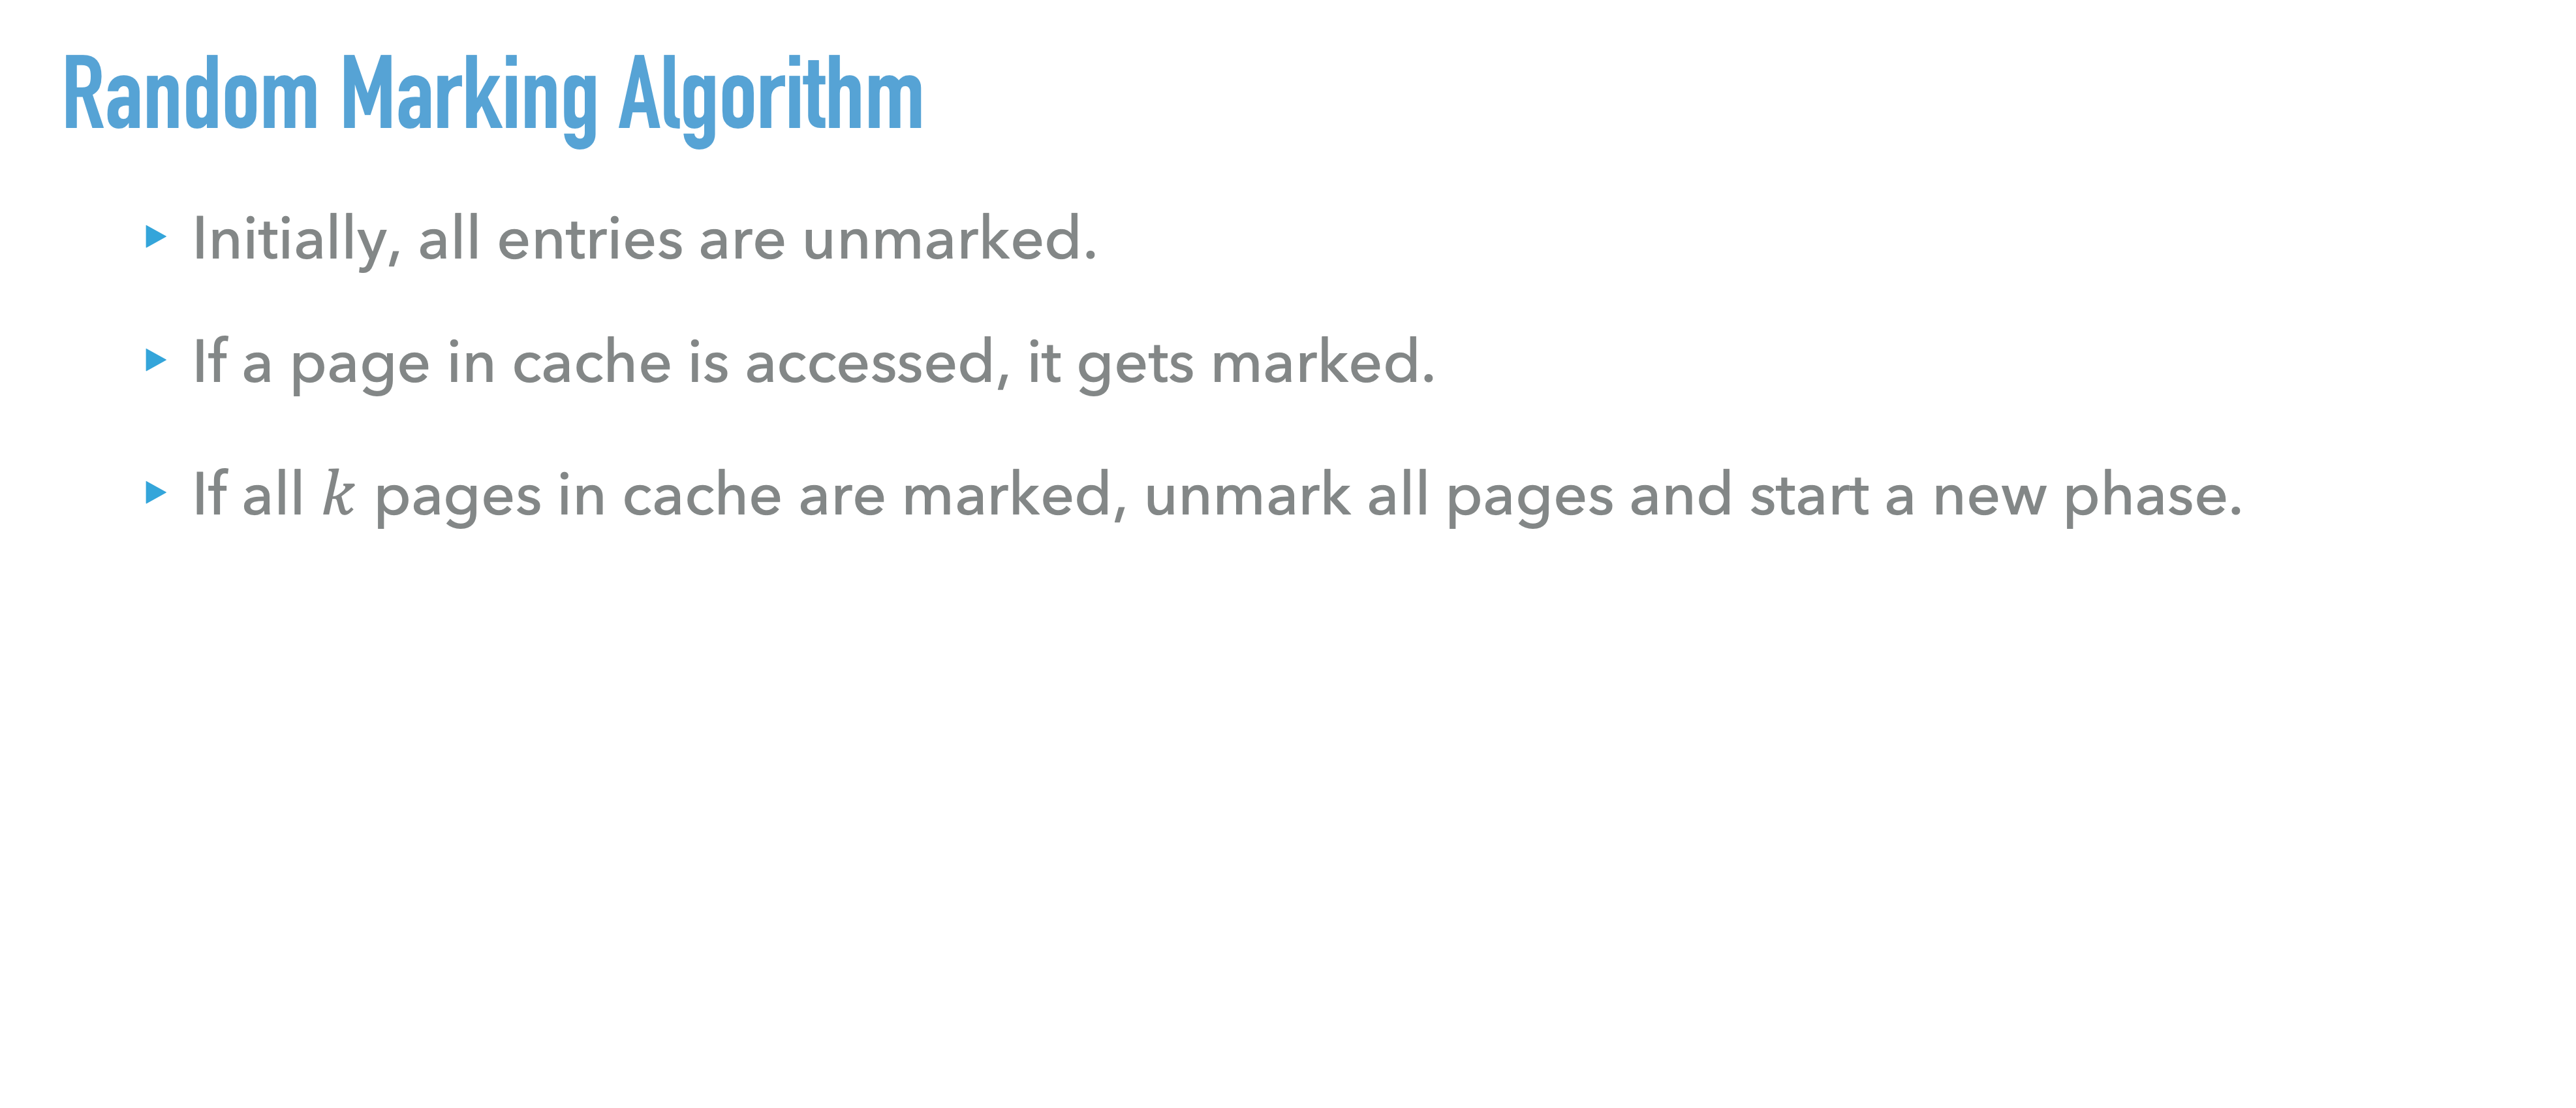 Random Marking Algorithm
▸ Initially, all entries are unmarked.
▸ If a page in cache is accessed, it gets marked.
▸ If all k pages in cache are marked, unmark all pages and start a new phase.